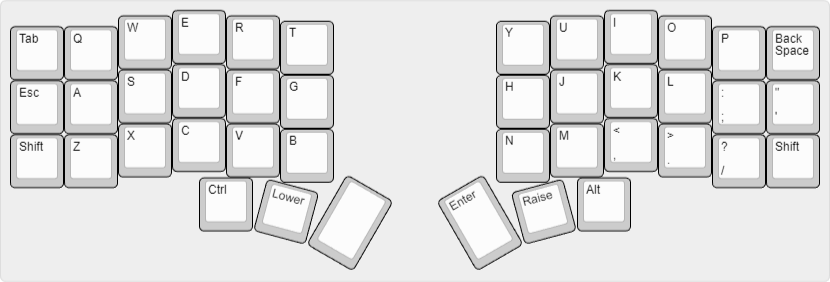 Tab Q W E R T Y U I O P Back
Space
Esc A S D F G H J K L : "
; '
Shift Z X C V B N M < > ? Shift
, . /
Ctrl Lower Enter Raise Alt